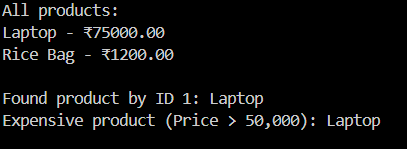 All products:
Laptop - ₹75000.00
Rice Bag - ₹1200.00
Found product by ID 1: Laptop
Expensive product (Price > 50,000): Laptop